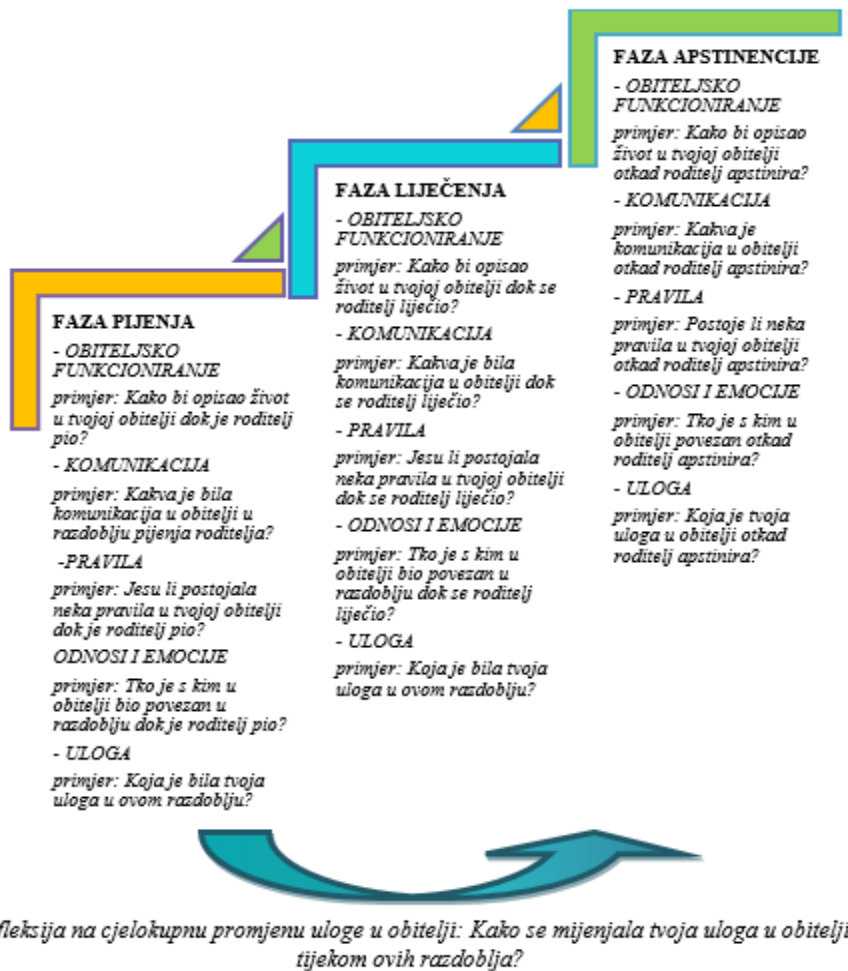 FAZA PIJENJA
- OBITELJSKO
FUNKCIONIRANJE
primjer: Kako bi opisao život
u tvojoj obitelji dok je roditelj
pio?
- KOMUNIKACIJA
primjer: Kakva je bila
komunikacija u obitelji u
razdoblju pijenja roditelja?
-PRAVILA
primjer: Jesu li postojala
neka pravila u tvojoj obitelji
dok je roditelj pio?
ODNOSI I EMOCIJE
primjer: Tko je s kim u
obitelji bio povezan u
razdoblju dok je roditelj pio?
- ULOGA
primjer: Koja je bila tvoja
uloga u ovom razdoblju?
FAZA LIJEČENJA
- OBITELJSKO
FUNKCIONIRANJE
primjer: Kako bi opisao
život u tvojoj obitelji dok se
roditelj liječio?
- KOMUNIKACIJA
primjer: Kakva je bila
komunikacija u obitelji dok
se roditelj liječio?
- PRAVILA
primjer: Jesu li postojala
neka pravila u tvojoj obitelji
dok se roditelj liječio?
- ODNOSI I EMOCIJE
primjer: Tko je s kim u
obitelji bio povezan u
razdoblju dok se roditelj
liječio?
- ULOGA
primjer: Koja je bila tvoja
uloga u ovom razdoblju?
FAZA APSTINENCIJE
- OBITELJSKO
FUNKCIONIRANJE
primjer: Kako bi opisao
život u tvojoj obitelji
otkad roditelj apstinira?
- KOMUNIKACIJA
primjer: Kakva je
komunikacija u obitelji
otkad roditelj apstinira?
- PRAVILA
primjer: Postoje li neka
pravila u tvojoj obitelji
otkad roditelj apstinira?
- ODNOSI I EMOCIJE
primjer: Tko je s kim u
obitelji povezan otkad
roditelj apstinira?
- ULOGA
primjer: Koja je tvoja
uloga u obitelji otkad
roditelj apstinira?
fleksija na cjelokupnu promjenu uloge u obitelji: Kako se mijenjala tvoja uloga u obitelji
tijekom ovih razdoblja?